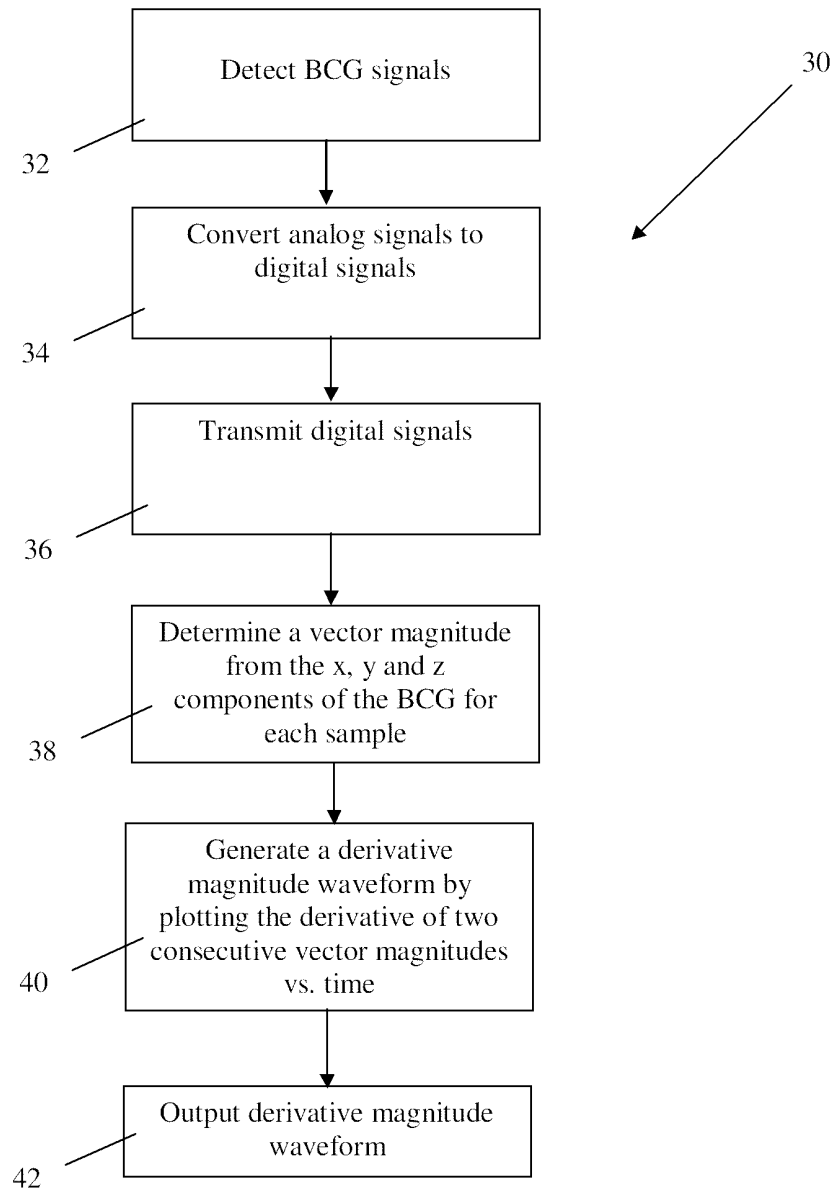 Detect BCG signals
30
32
Convert analog signals to
digital signals
34
Transmit digital signals
36
Determine a vector magnitude
from the x, y and z
components of the BCG for
each sample
38
Generate a derivative
magnitude waveform by
plotting the derivative of two
consecutive vector magnitudes
vs. time
40
Output derivative magnitude
waveform
42